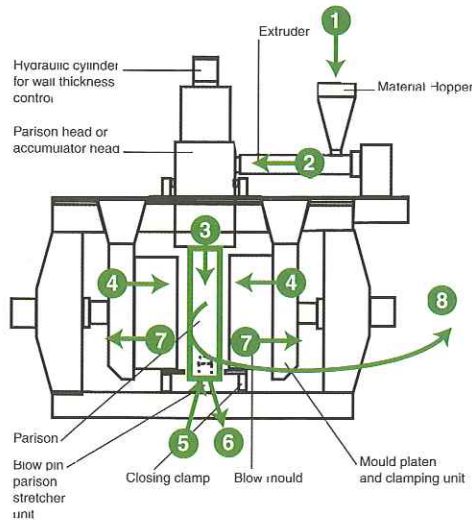 1
Extruder
Hydraulic cylinder
for wall thickness
control
Material Hopper
Parison head or
accumulator head
2
3
4
4
8
7
7
Parison
5
6
Blow pin
parison
stretcher
unit
Closing clamp
Blow mould
Mould platen
and clamping unit